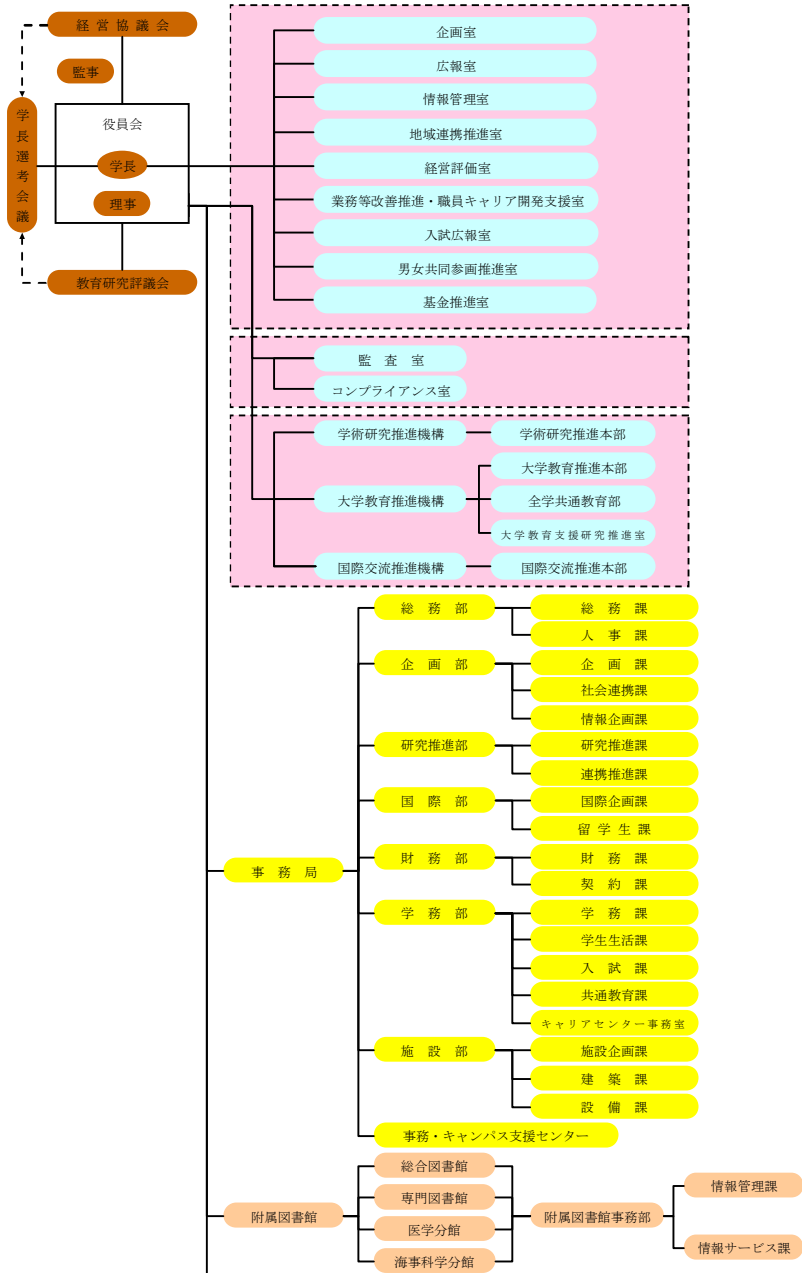 経営協議会
監事
学長選考会議
役員会
学長
理事
教育研究評議会
企画室
広報室
情報管理室
地域連携推進室
経営評価室
業務等改善推進・職員キャリア開発支援室
入試広報室
男女共同参画推進室
基金推進室
監査室
コンプライアンス室
学術研究推進機構
学術研究推進本部
大学教育推進機構
大学教育推進本部
全学共通教育部
大学教育支援研究推進室
国際交流推進機構
国際交流推進本部
事務局
総務部
総務課
人事課
企画部
企画課
社会連携課
情報企画課
研究推進部
研究推進課
連携推進課
国際部
国際企画課
留学生課
財務部
財務課
契約課
学務部
学務課
学生生活課
入試課
共通教育課
キャリアセンター事務室
施設部
施設企画課
建築課
設備課
事務・キャンパス支援センター
附属図書館
総合図書館
専門図書館
医学分館
海事科学分館
附属図書館事務部
情報管理課
情報サービス課